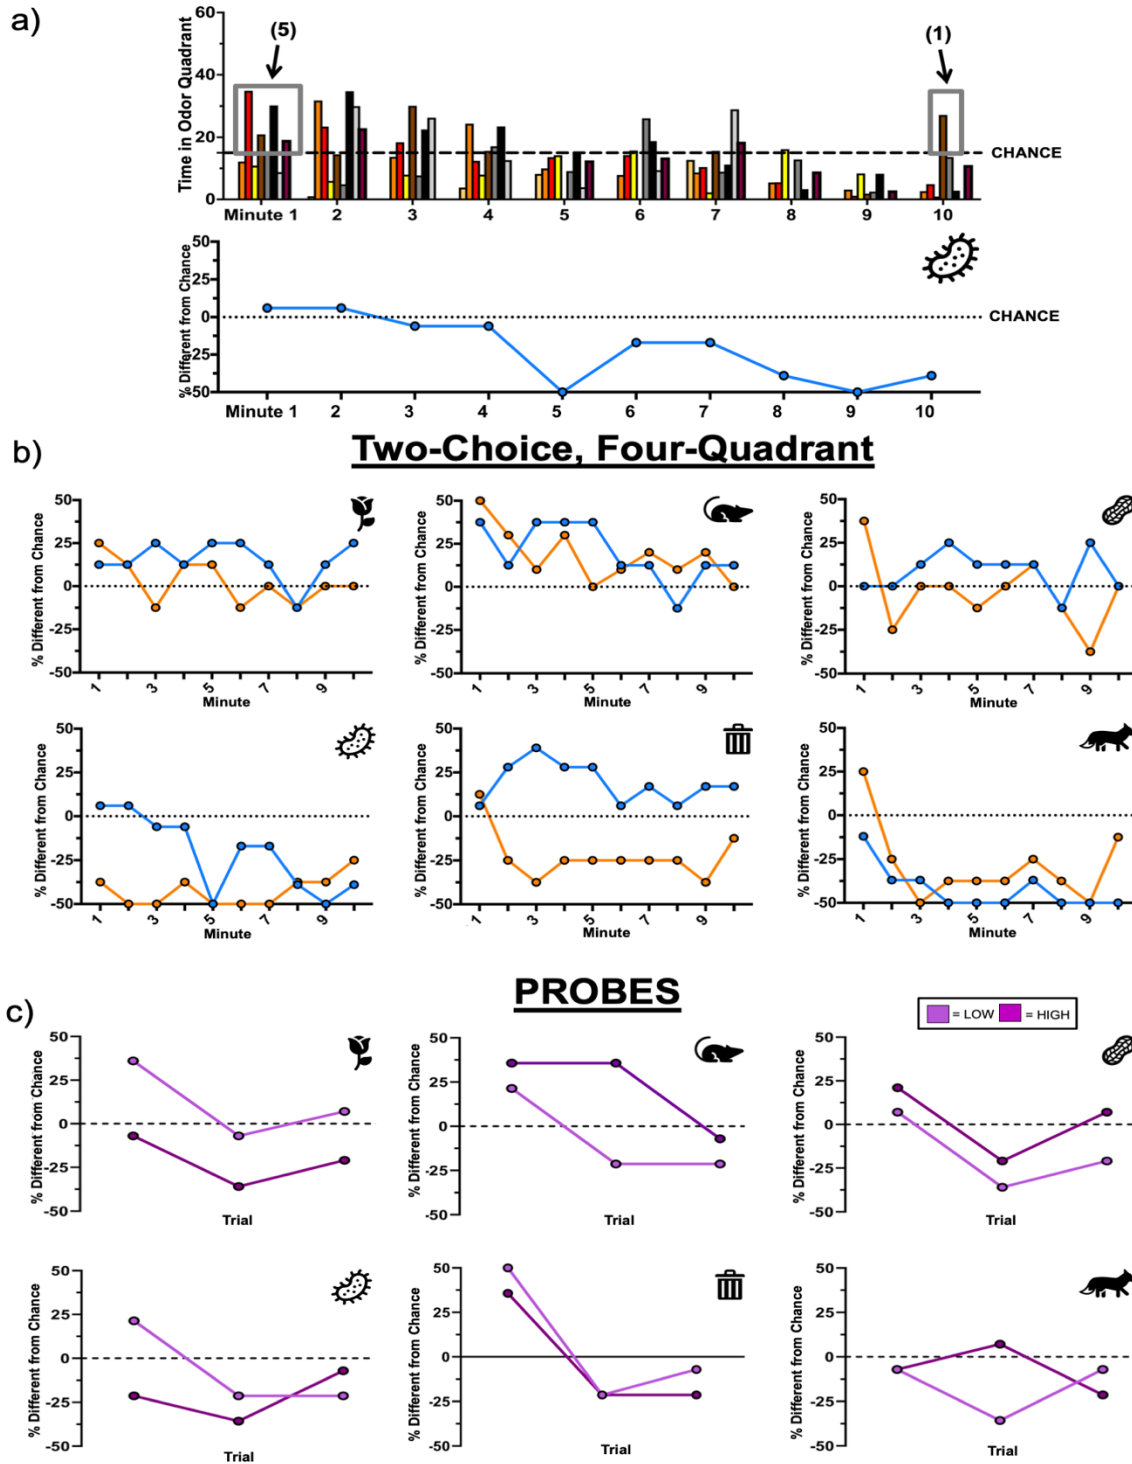 a)
(5)
(1)
Time in Odor Quadrant
60
40
20
0
CHANCE
Minute 1 2 3 4 5 6 7 8 9 10
% Different from Chance
50
25
0
-25
-50
CHANCE
Minute 1 2 3 4 5 6 7 8 9 10
b)
Two-Choice, Four-Quadrant
% Different from Chance
50
25
0
-25
-50
1 3 5 7 9
Minute
% Different from Chance
50
25
0
-25
-50
1 3 5 7 9
Minute
% Different from Chance
50
25
0
-25
-50
1 3 5 7 9
Minute
% Different from Chance
50
25
0
-25
-50
1 3 5 7 9
Minute
% Different from Chance
50
25
0
-25
-50
1 3 5 7 9
Minute
% Different from Chance
50
25
0
-25
-50
1 3 5 7 9
Minute
PROBES
c)
= LOW = HIGH
% Different from Chance
50
25
0
-25
-50
Trial
% Different from Chance
50
25
0
-25
-50
Trial
% Different from Chance
50
25
0
-25
-50
Trial
% Different from Chance
50
25
0
-25
-50
Trial
% Different from Chance
50
25
0
-25
-50
Trial
% Different from Chance
50
25
0
-25
-50
Trial